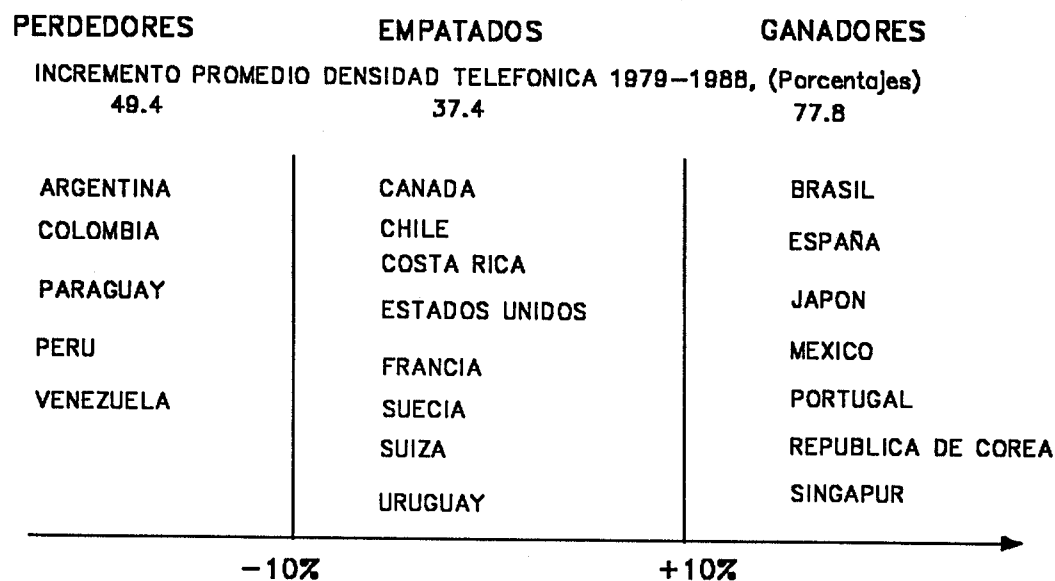 PERDEDORES EMPATADOS GANADORES
INCREMENTO PROMEDIO DENSIDAD TELEFONICA 1979-1988, (Porcentajes)
49.4 37.4 77.8
ARGENTINA CANADA BRASIL
COLOMBIA CHILE ESPAÑA
COSTA RICA
PARAGUAY ESTADOS UNIDOS JAPON
PERU FRANCIA MEXICO
VENEZUELA SUECIA PORTUGAL
SUIZA REPUBLICA DE COREA
URUGUAY SINGAPUR
-10% +10%